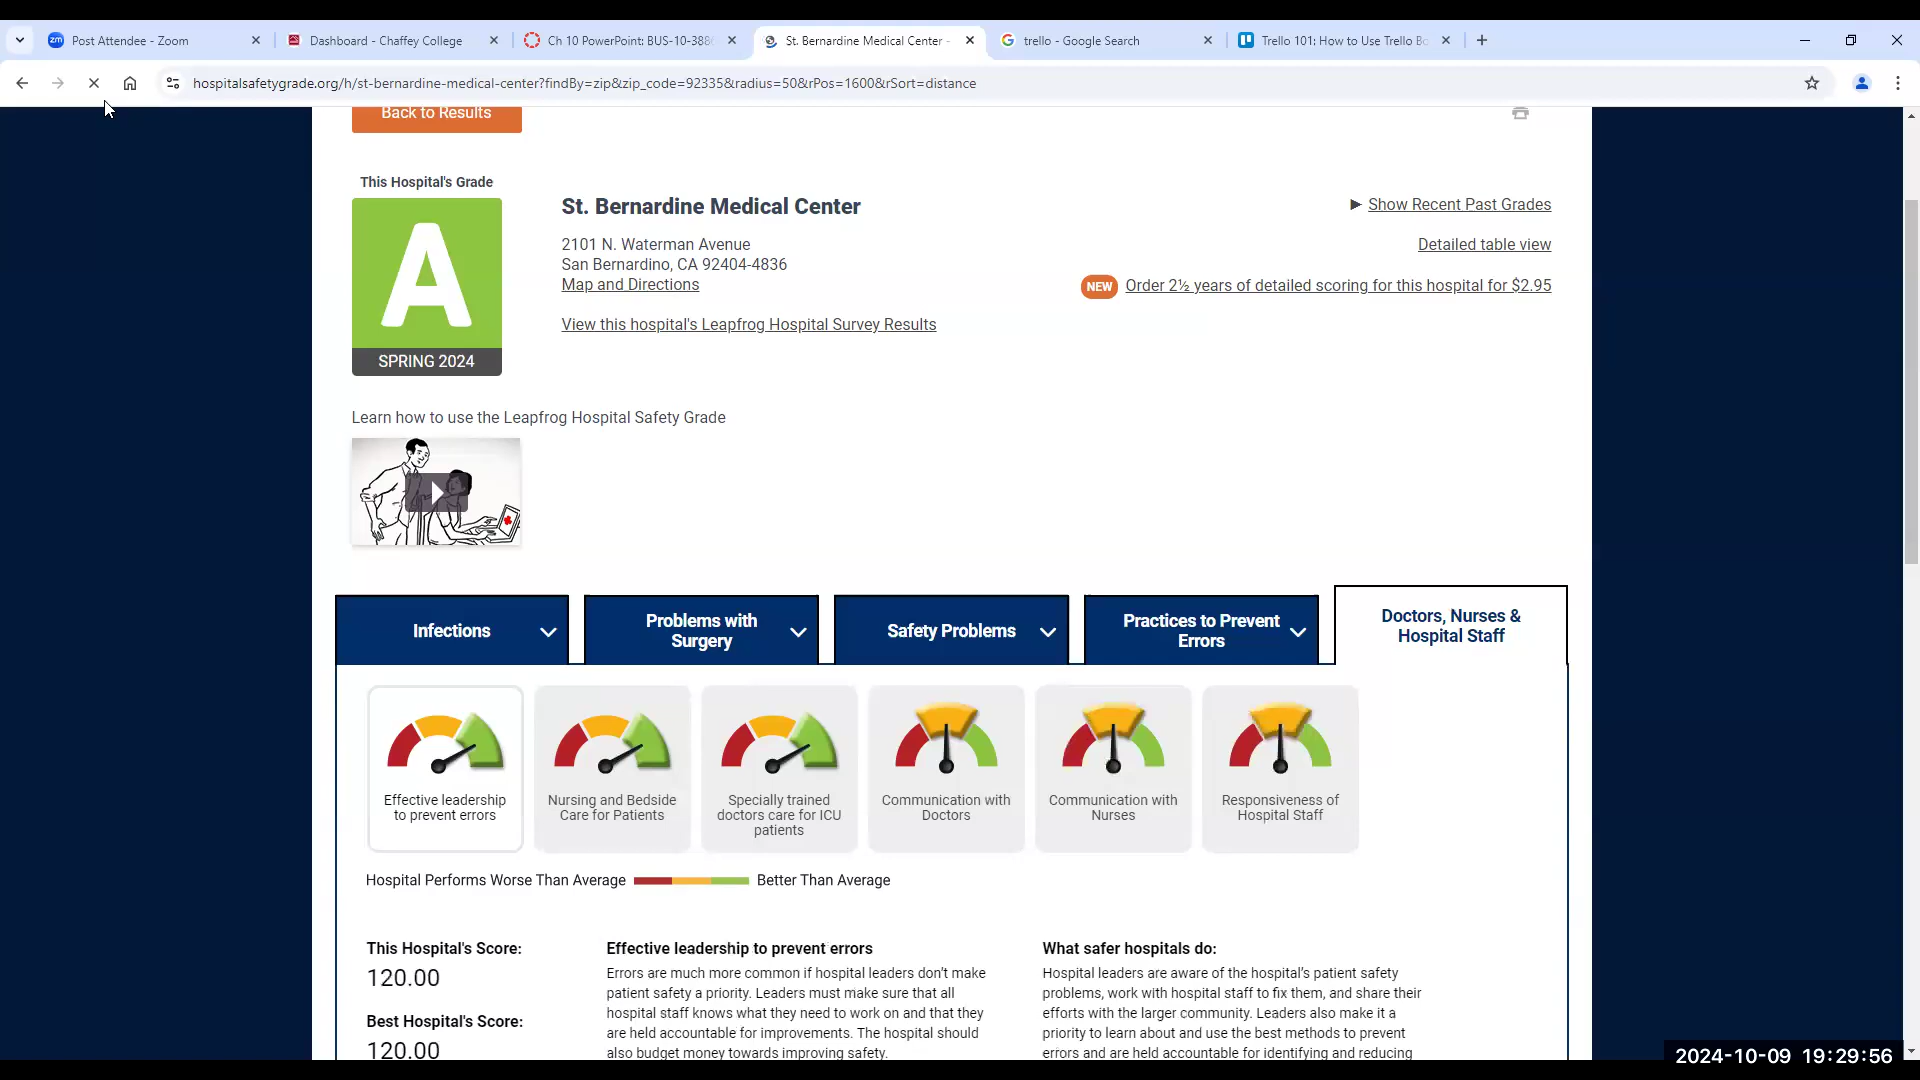 Post Attendee - Zoom
Dashboard - Chaffey College
Ch 10 PowerPoint: BUS-10-388
St. Bernardine Medical Center -
trello - Google Search
Trello 101: How to Use Trello Bo
hospitalsafetygrade.org/h/st-bernardine-medical-center?findBy=zip&zip_code=92335&radius=50&rPos=1600&rSort=distance
Back to Results
This Hospital's Grade
A
SPRING 2024
St. Bernardine Medical Center
2101 N. Waterman Avenue
San Bernardino, CA 92404-4836
Map and Directions
View this hospital's Leapfrog Hospital Survey Results
Show Recent Past Grades
Detailed table view
NEW Order 2½ years of detailed scoring for this hospital for $2.95
Learn how to use the Leapfrog Hospital Safety Grade
Infections
Problems with
Surgery
Safety Problems
Practices to Prevent
Errors
Doctors, Nurses &
Hospital Staff
Effective leadership
to prevent errors
Nursing and Bedside
Care for Patients
Specially trained
doctors care for ICU
patients
Communication with
Doctors
Communication with
Nurses
Responsiveness of
Hospital Staff
Hospital Performs Worse Than Average
Better Than Average
This Hospital's Score:
120.00
Best Hospital's Score:
120.00
Effective leadership to prevent errors
Errors are much more common if hospital leaders don't make
patient safety a priority. Leaders must make sure that all
hospital staff knows what they need to work on and that they
are held accountable for improvements. The hospital should
also budget money towards improving safety.
What safer hospitals do:
Hospital leaders are aware of the hospital's patient safety
problems, work with hospital staff to fix them, and share their
efforts with the larger community. Leaders also make it a
priority to learn about and use the best methods to prevent
errors and are held accountable for identifying and reducing
2024-10-09 19:29:56